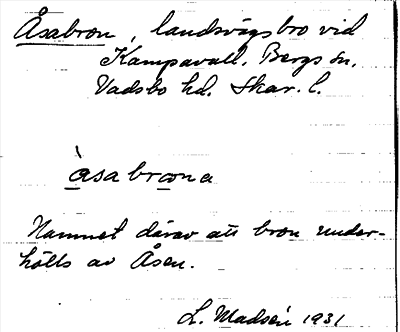 Åsabron, landsvägsbro vid
Kampavall, Bergs sn,
Vadsbo hd. Skar. l.
àsabrωna
Namnet därav att bron under-
hölls av Åsen.
L. Madsén 1931